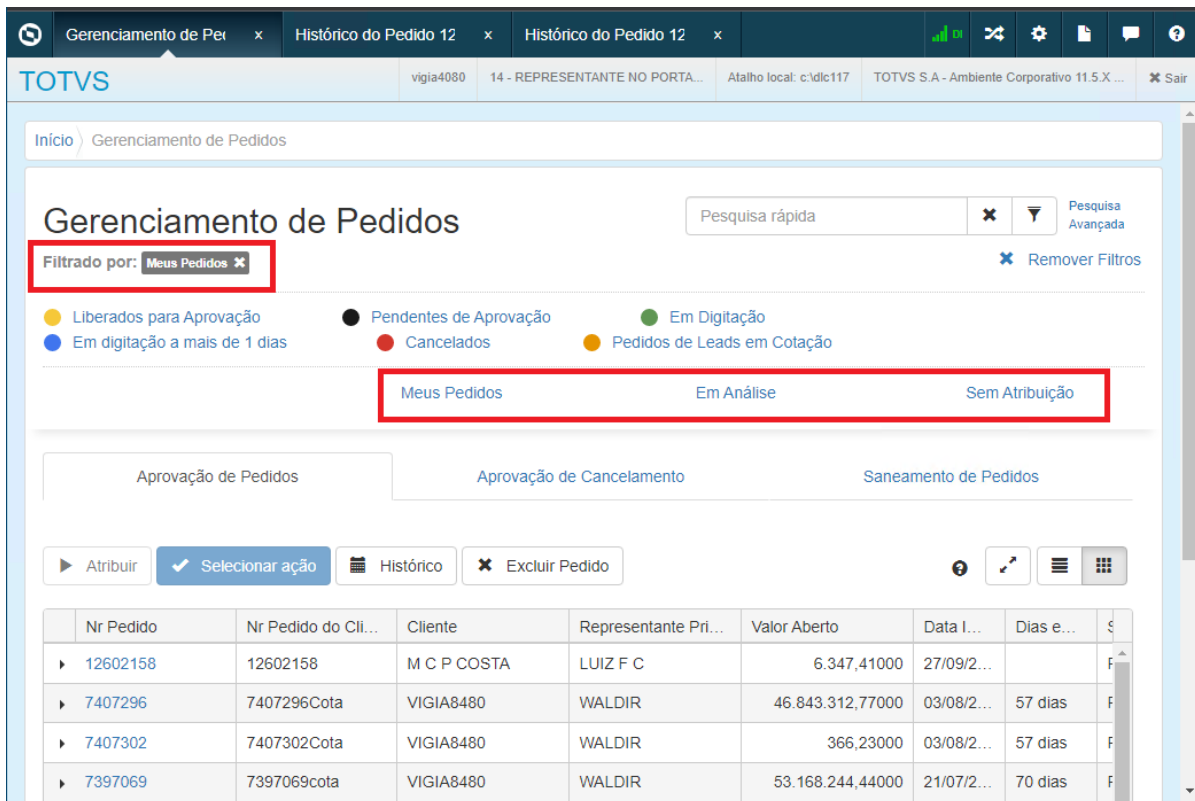 Gerenciamento de Pec x Histórico do Pedido 12 x Histórico do Pedido 12 x DI
TOTVS vigia4080 14 - REPRESENTANTE NO PORTA... Atalho local: c:\dlc117 TOTVS S.A - Ambiente Corporativo 11.5.X ... Sair
Início Gerenciamento de Pedidos
Gerenciamento de Pedidos
Pesquisa rápida
Pesquisa
Avançada
Filtrado por: Meus Pedidos
Remover Filtros
Liberados para Aprovação Pendentes de Aprovação Em Digitação
Em digitação a mais de 1 dias Cancelados Pedidos de Leads em Cotação
Meus Pedidos Em Análise Sem Atribuição
Aprovação de Pedidos Aprovação de Cancelamento Saneamento de Pedidos
Atribuir Selecionar ação Histórico Excluir Pedido
Nr Pedido Nr Pedido do Cli... Cliente Representante Pri... Valor Aberto Data I... Dias e... S
12602158 12602158 M C P COSTA LUIZ F C 6.347,41000 27/09/2...
7407296 7407296Cota VIGIA8480 WALDIR 46.843.312,77000 03/08/2... 57 dias
7407302 7407302Cota VIGIA8480 WALDIR 366,23000 03/08/2... 57 dias
7397069 7397069cota VIGIA8480 WALDIR 53.168.244,44000 21/07/2... 70 dias